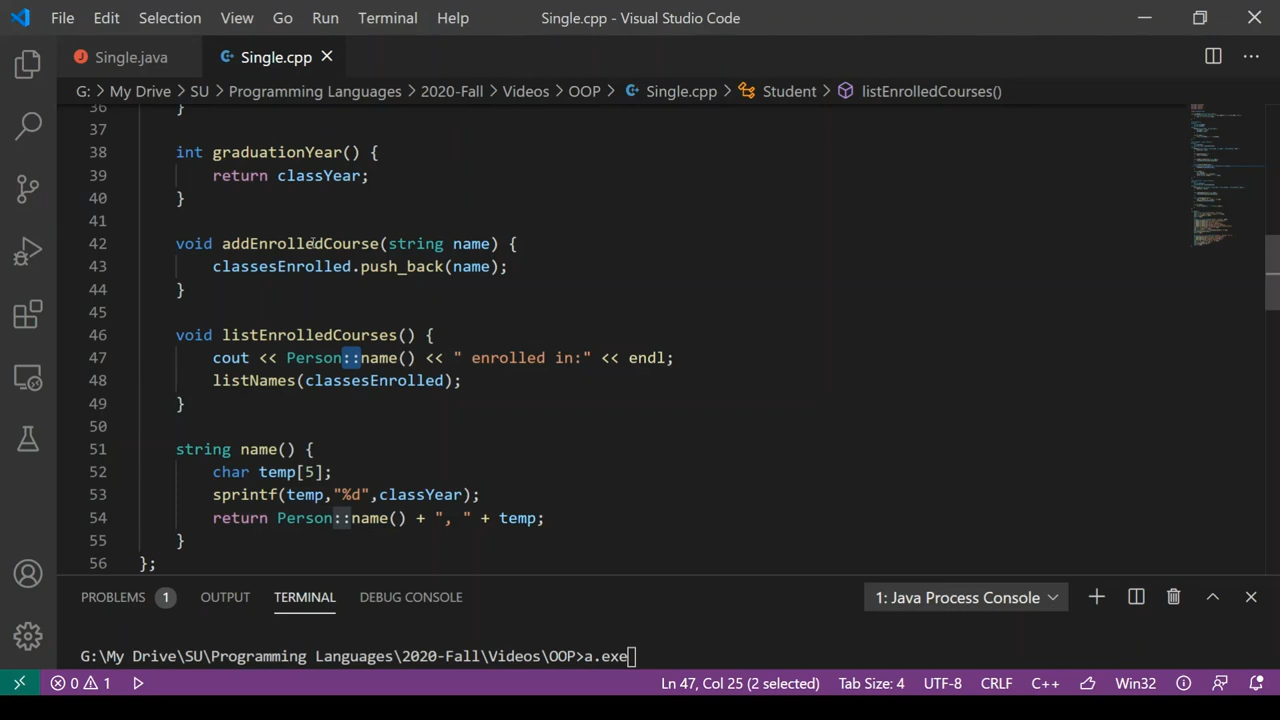 File Edit Selection View Go Run Terminal Help Single.cpp - Visual Studio Code
Single.java Single.cpp
G: > My Drive > SU > Programming Languages > 2020-Fall > Videos > OOP > Single.cpp > Student > listEnrolledCourses()
36 }
37
38 int graduationYear() {
39 return classYear;
40 }
41
42 void addEnrolledCourse(string name) {
43 classesEnrolled.push_back(name);
44 }
45
46 void listEnrolledCourses() {
47 cout << Person::name() << " enrolled in:" << endl;
48 listNames(classesEnrolled);
49 }
50
51 string name() {
52 char temp[5];
53 sprintf(temp,"%d",classYear);
54 return Person::name() + ", " + temp;
55 }
56 };
PROBLEMS 1 OUTPUT TERMINAL DEBUG CONSOLE 1: Java Process Console
G:\My Drive\SU\Programming Languages\2020-Fall\Videos\OOP>a.exe
0 1 Ln 47, Col 25 (2 selected) Tab Size: 4 UTF-8 CRLF C++ Win32